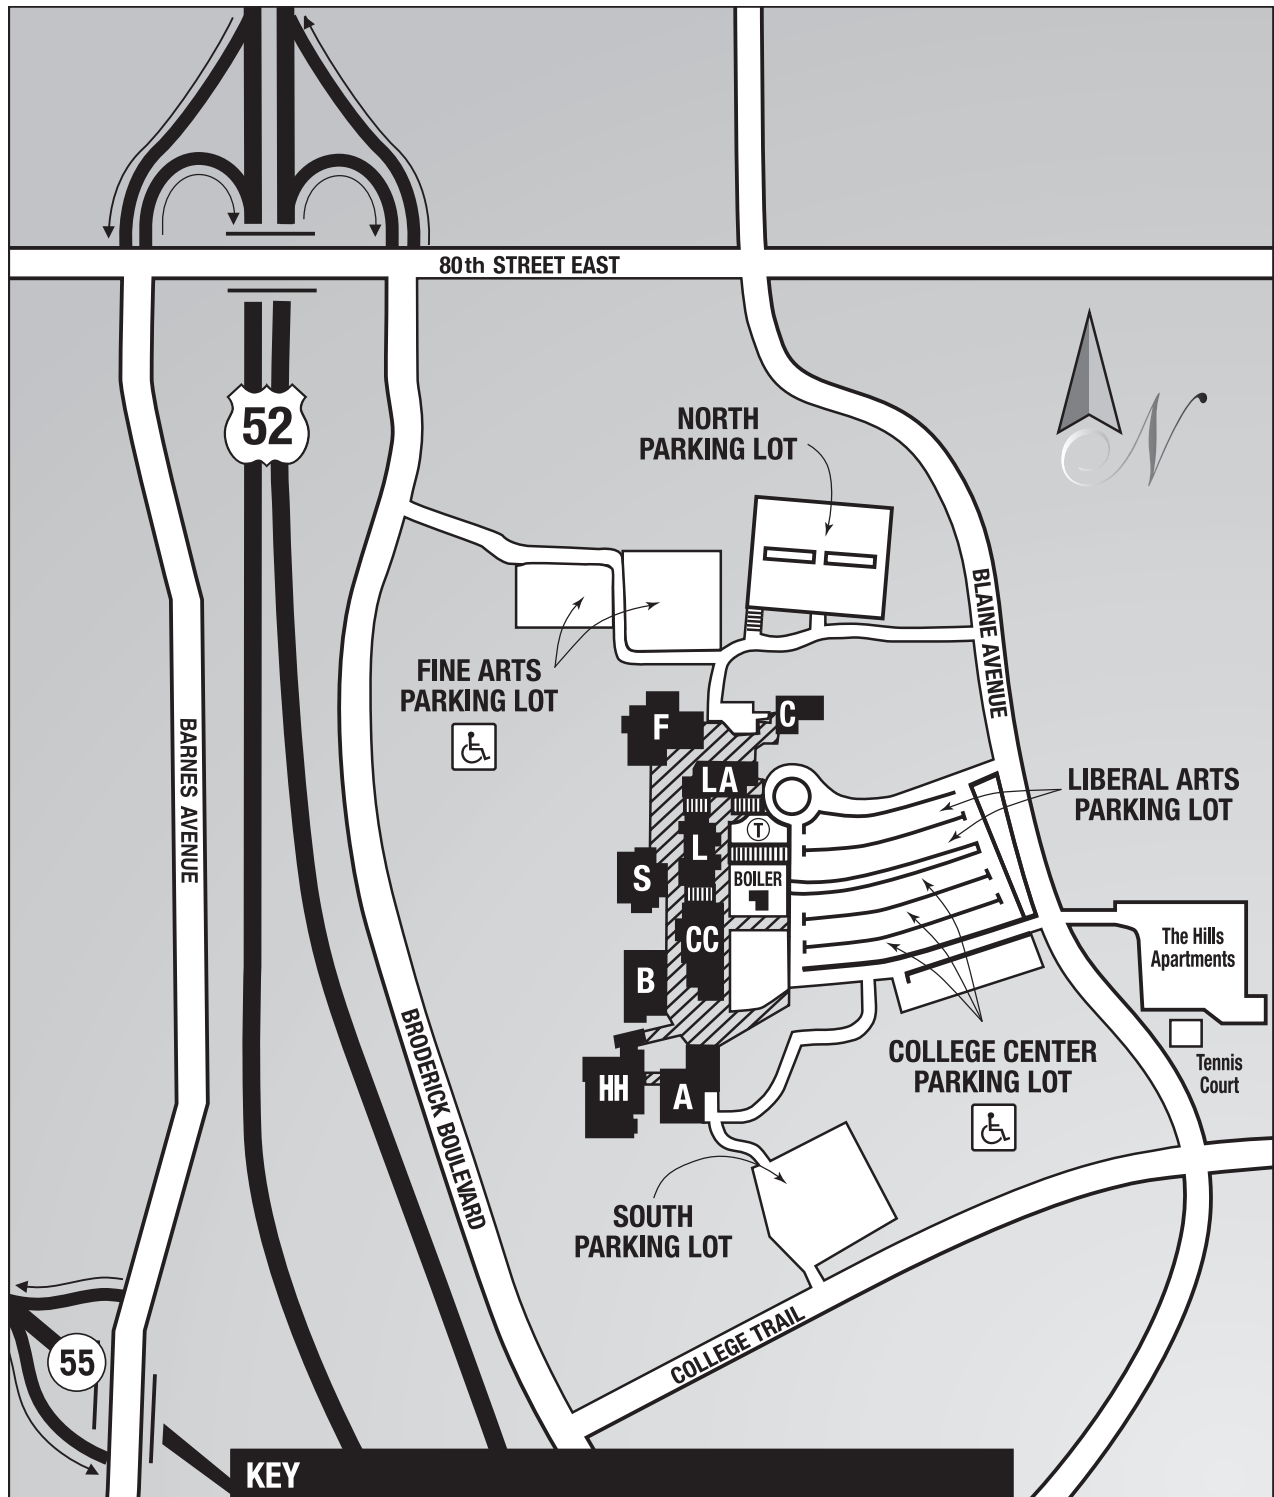 80th STREET EAST
52
NORTH
PARKING LOT
N
BLAINE AVENUE
FINE ARTS
PARKING LOT
BARNES AVENUE
F
C
LA
LIBERAL ARTS
PARKING LOT
T
L
S
BOILER
CC
The Hills
Apartments
B
BRODERICK BOULEVARD
COLLEGE CENTER
PARKING LOT
Tennis
Court
HH
A
SOUTH
PARKING LOT
COLLEGE TRAIL
55
KEY